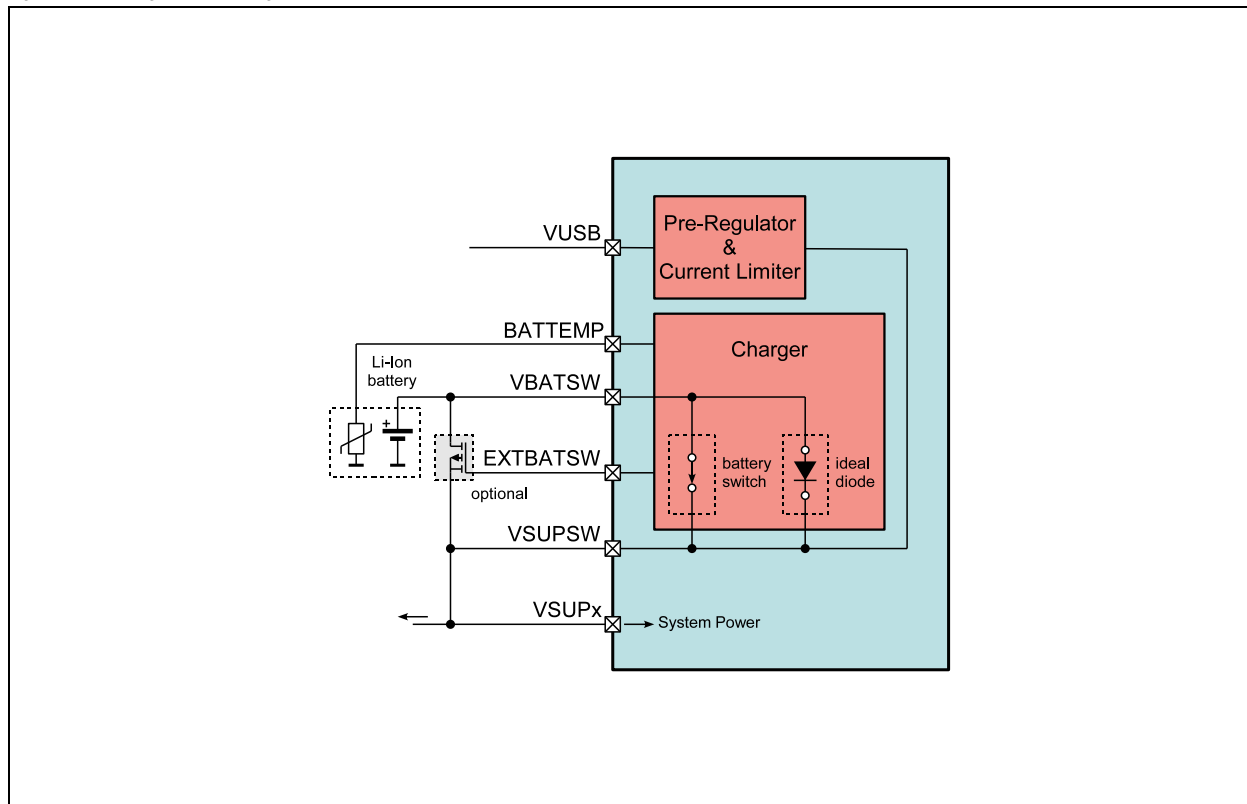 Pre-Regulator
&
Current Limiter
VUSB
BATTEMP
Charger
Li-Ion
battery
VBATSW
+
EXTBATSW
battery
switch
ideal
diode
optional
VSUPSW
VSUPx
System Power